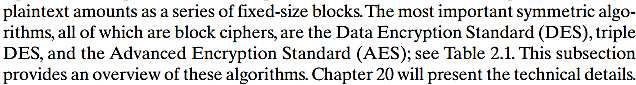 plaintext amounts as a series of fixed-size blocks. The most important symmetric algo-
rithms, all of which are block ciphers, are the Data Encryption Standard (DES), triple
DES, and the Advanced Encryption Standard (AES); see Table 2.1. This subsection
provides an overview of these algorithms. Chapter 20 will present the technical details.